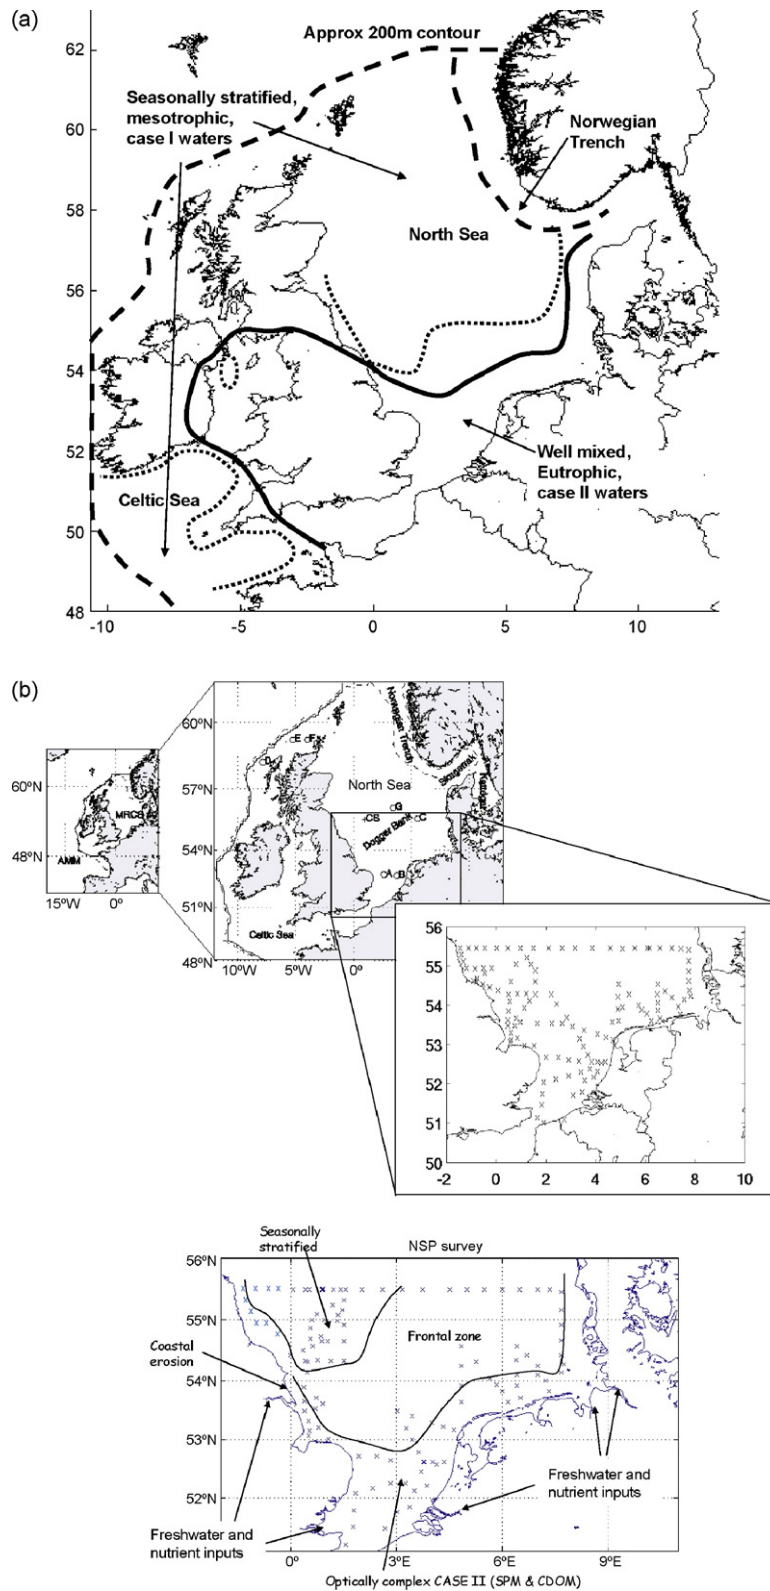 (a)
Approx 200m contour
Seasonally stratified,
mesotrophic,
case I waters
Norwegian
Trench
North Sea
Well mixed,
Eutrophic,
case II waters
Celtic Sea
62
60
58
56
54
52
50
48
-10
-5
0
5
10
(b)
60ºN
48ºN
15ºW
0º
MRCS
AMM
60ºN
57ºN
54ºN
51ºN
48ºN
10ºW
5ºW
0º
Norwegian Trench
Skagerrak
North Sea
Dogger Bank
Celtic Sea
E
F
D
G
CS
C
A
B
56
55
54
53
52
51
50
-2
0
2
4
6
8
10
Seasonally
stratified
NSP survey
56ºN
55ºN
54ºN
53ºN
52ºN
Coastal
erosion
Frontal zone
Freshwater and
nutrient inputs
Freshwater and
nutrient inputs
0º
3ºE
6ºE
9ºE
Optically complex CASE II (SPM & CDOM)